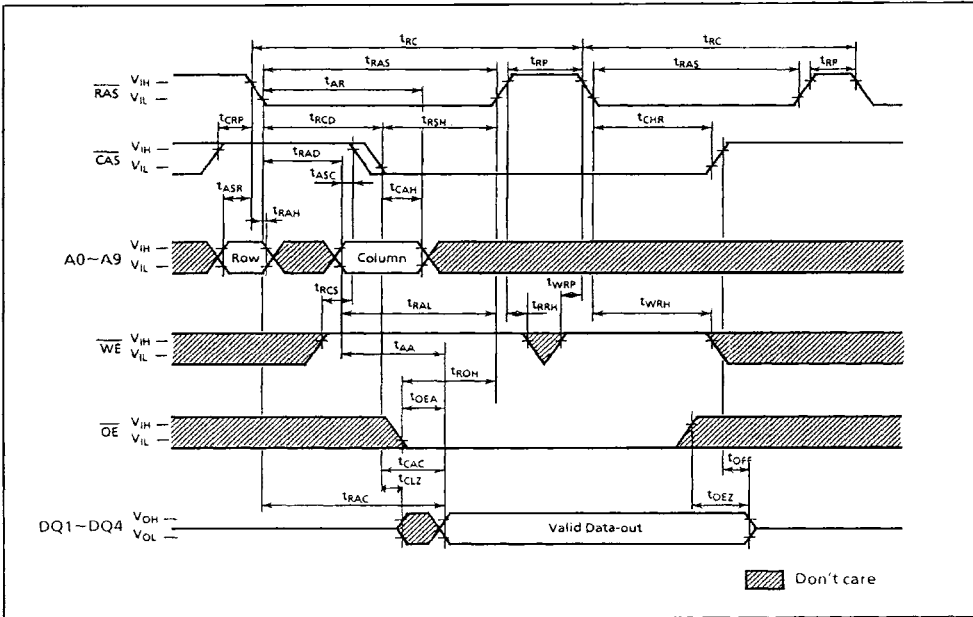 tRC tRC
tRAS tRP tRAS tRP
RAS VIH VIL
tAR
tCRP tRCD tRSH tCHR
CAS VIH VIL
tRAD
tASC
tASR tCAH
tRAH
A0~A9 VIH VIL Row Column
tRCS tWRP
tRAL tRRH tWRH
WE VIH VIL
tAA
tROH
tOEA
OE VIH VIL
tCAC tOFF
tCLZ
tRAC tOEZ
DQ1~DQ4 VOH VOL Valid Data-out
Don't care